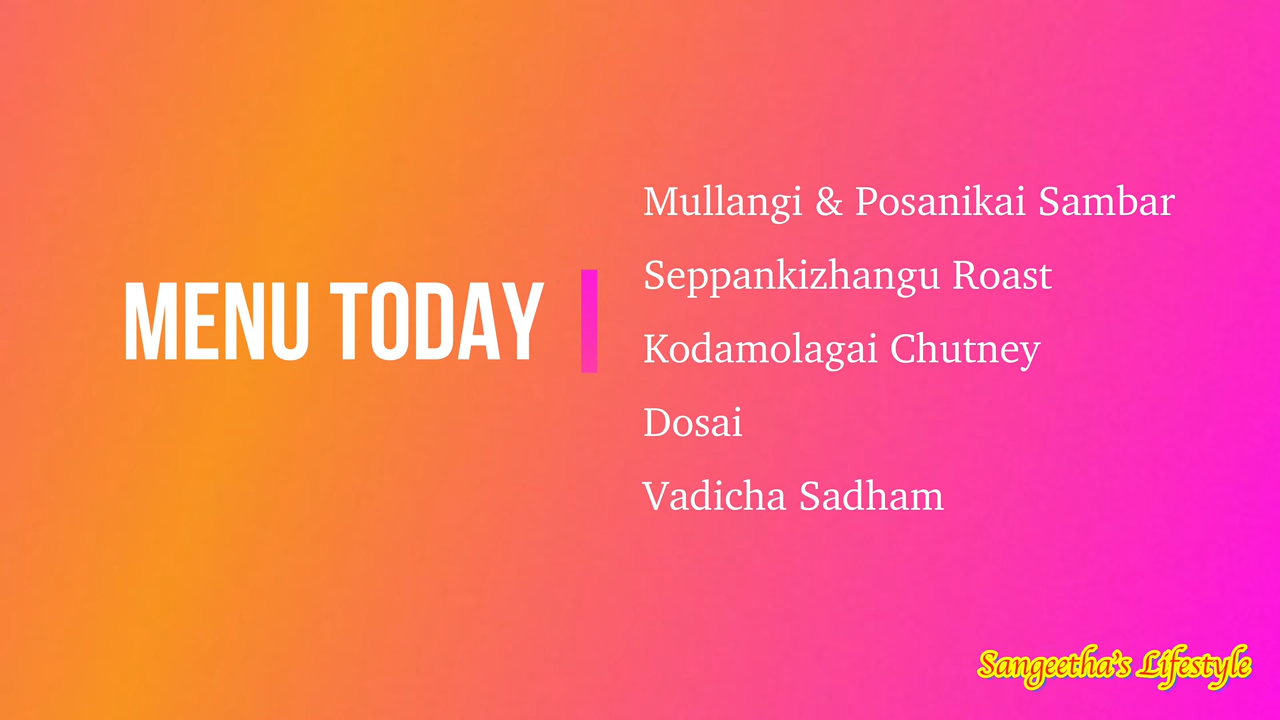 MENU TODAY
Mullangi & Posanikai Sambar
Seppankizhangu Roast
Kodamolagai Chutney
Dosai
Vadicha Sadham
Sangeetha's Lifestyle